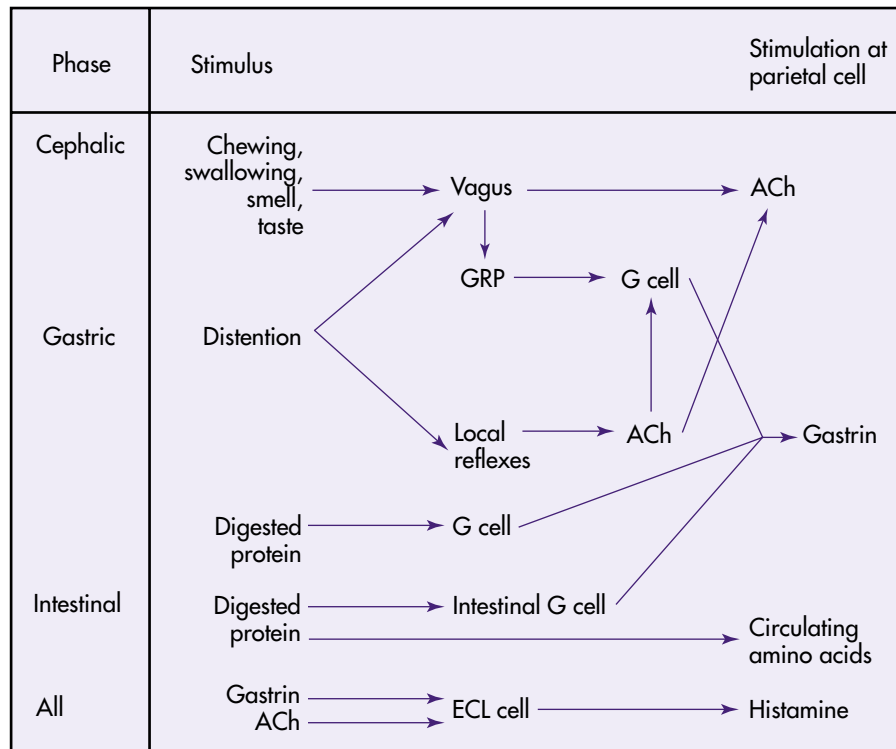 Phase
Stimulus
Stimulation at
parietal cell
Cephalic
Chewing,
swallowing,
smell,
taste
Vagus
ACh
GRP
G cell
Gastric
Distention
Local
reflexes
ACh
Gastrin
Digested
protein
G cell
Intestinal
Digested
protein
Intestinal G cell
Circulating
amino acids
All
Gastrin
ACh
ECL cell
Histamine